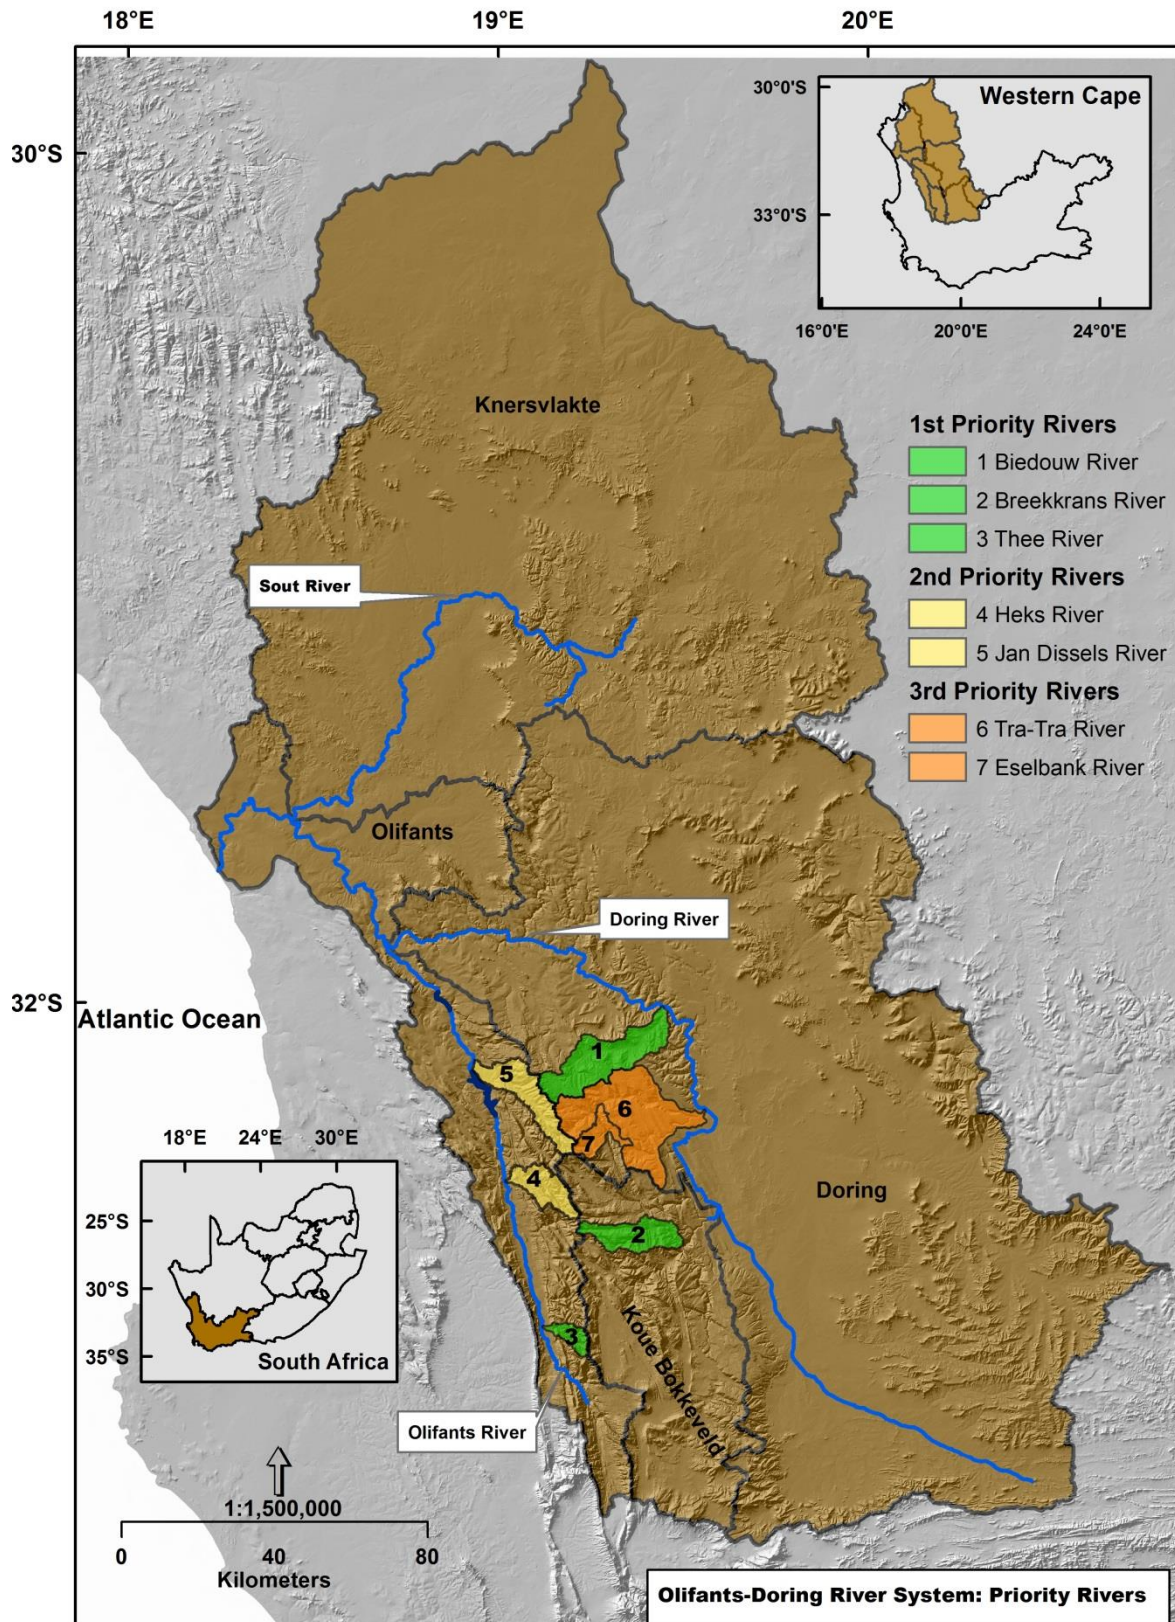 18°E
19°E
20°E
30°S
32°S
Western Cape
30°0'S
33°0'S
16°0'E
20°0'E
24°0'E
Knersvlakte
1st Priority Rivers
1 Biedouw River
2 Breekkrans River
3 Thee River
2nd Priority Rivers
4 Heks River
5 Jan Dissels River
3rd Priority Rivers
6 Tra-Tra River
7 Eselbank River
Sout River
Olifants
Doring River
Atlantic Ocean
1
5
6
7
4
2
3
Doring
Koue Bokkeveld
18°E
24°E
30°E
25°S
30°S
35°S
South Africa
Olifants River
1:1,500,000
0
40
80
Kilometers
Olifants-Doring River System: Priority Rivers